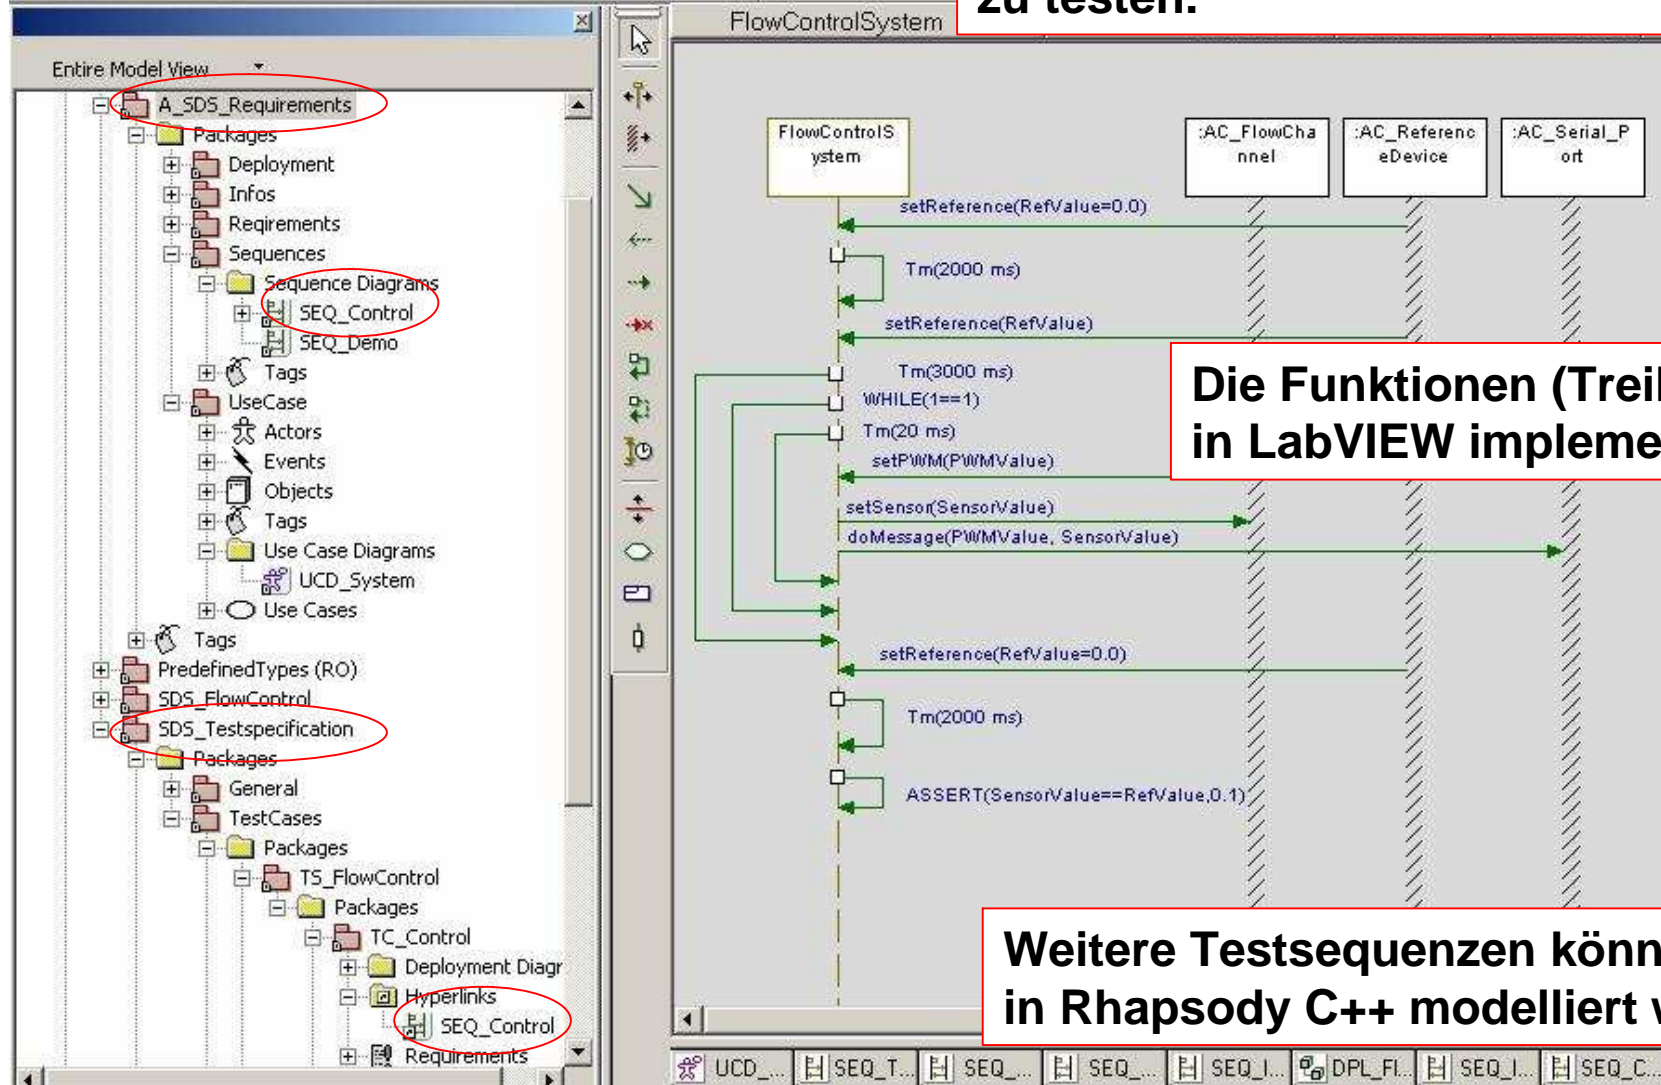 zu testen.
FlowControlSystem
Entire Model View
A_SDS_Requirements
Packages
Deployment
Infos
Reqirements
Sequences
Sequence Diagrams
SEQ_Control
SEQ_Demo
Tags
UseCase
Actors
Events
Objects
Tags
Use Case Diagrams
UCD_System
Use Cases
Tags
PredefinedTypes (RO)
SDS_FlowControl
SDS_Testspecification
Packages
General
TestCases
Packages
TS_FlowControl
Packages
TC_Control
Deployment Diagr
Hyperlinks
SEQ_Control
Requirements
FlowControlS
ystem
:AC_FlowCha
nnel
:AC_Referenc
eDevice
:AC_Serial_P
ort
setReference(RefValue=0.0)
Tm(2000 ms)
setReference(RefValue)
Tm(3000 ms)
WHILE(1==1)
Tm(20 ms)
setPWM(PWMValue)
setSensor(SensorValue)
doMessage(PWMValue, SensorValue)
setReference(RefValue=0.0)
Tm(2000 ms)
ASSERT(SensorValue==RefValue,0.1)
Die Funktionen (Trei
in LabVIEW impleme
Weitere Testsequenzen könn
in Rhapsody C++ modelliert
UCD_... SEQ_T... SEQ_... SEQ_... SEQ_I... DPL_Fl... SEQ_I... SEQ_C...